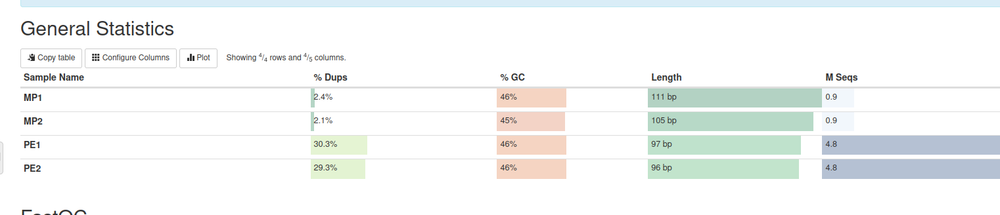 General Statistics
Copy table Configure Columns Plot Showing 4/4 rows and 4/5 columns.
Sample Name % Dups % GC Length M Seqs
MP1 2.4% 46% 111 bp 0.9
MP2 2.1% 45% 105 bp 0.9
PE1 30.3% 46% 97 bp 4.8
PE2 29.3% 46% 96 bp 4.8
FastQC